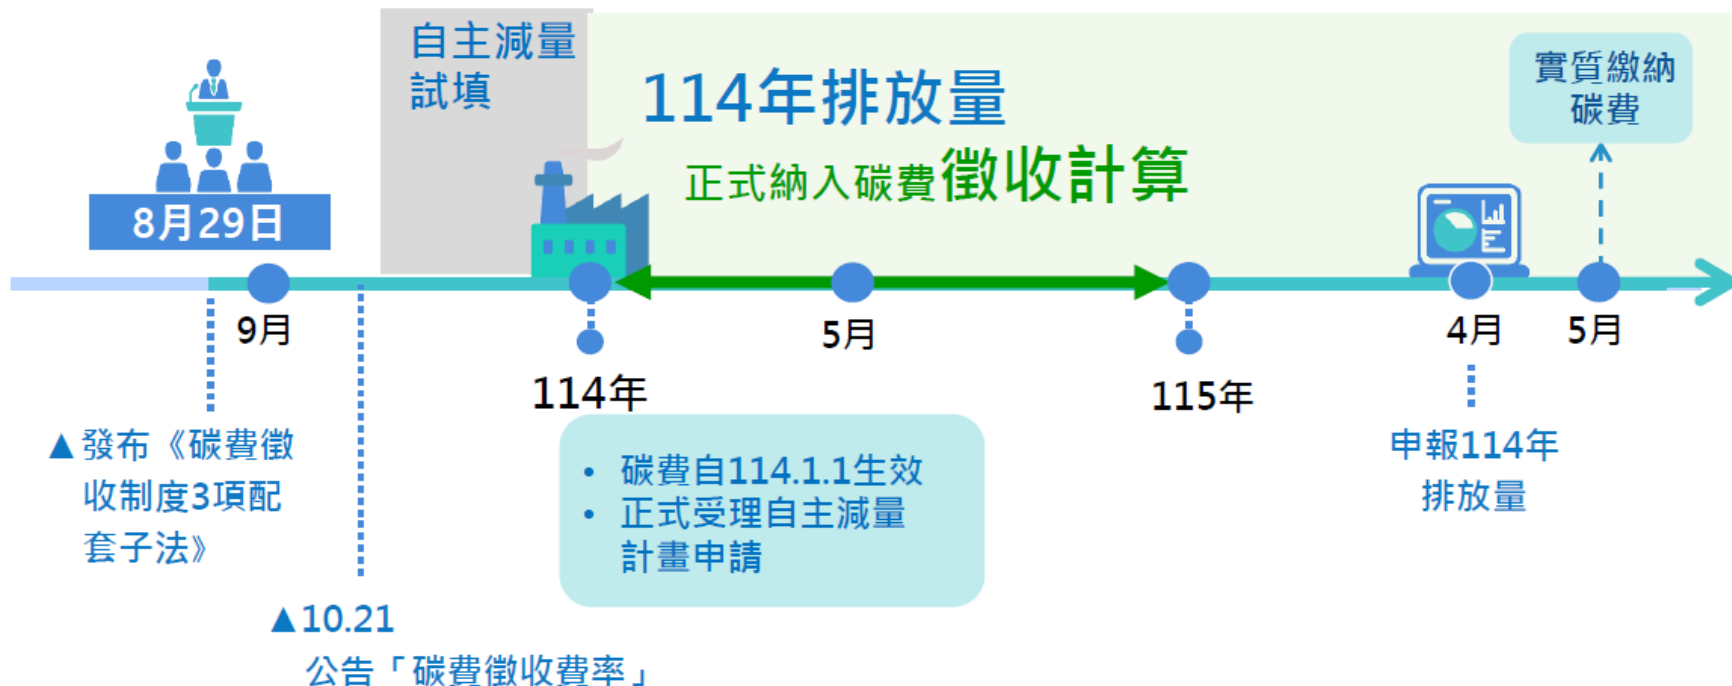 自主減量
試填
114年排放量
正式納入碳費徵收計算
實質繳納
碳費
8月29日
9月
5月
4月
5月
114年
115年
▲發布《碳費徵
收制度3項配
套子法》
• 碳費自114.1.1生效
• 正式受理自主減量
計畫申請
申報114年
排放量
▲10.21
公告「碳費徵收費率」